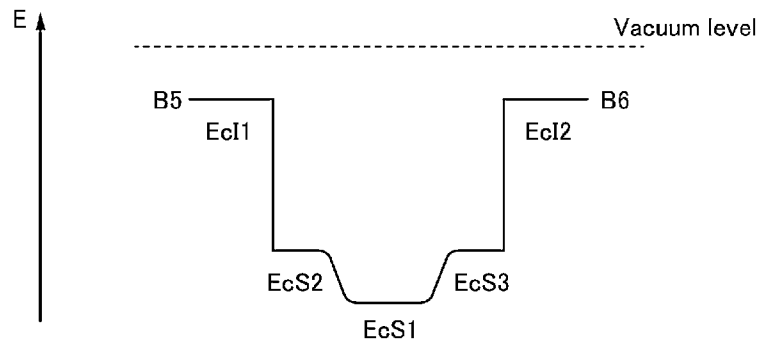 E
Vacuum level
B5
B6
EcI1
EcI2
EcS2
EcS3
EcS1